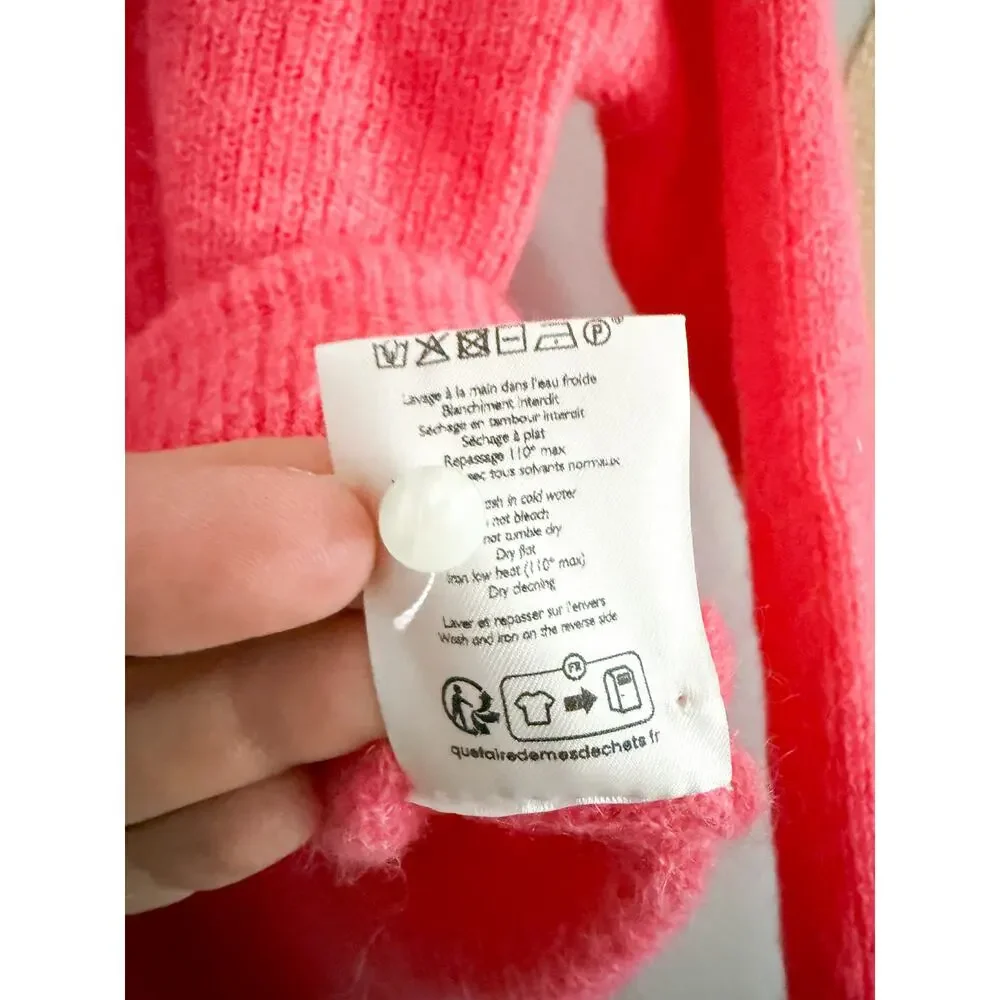 P
Lavage à la main dans l'eau froide
Blanchiment interdit
Séchage en tambour interdit
Séchage à plat
Repassage 110° max
sec tous solvants normaux
ash in cold water
not bleach
not tumble dry
Dry flat
Iron low heat (110° max)
Dry cleaning
Laver et repasser sur l'envers
Wash and iron on the reverse side
FR
quefairedemesdechets.fr